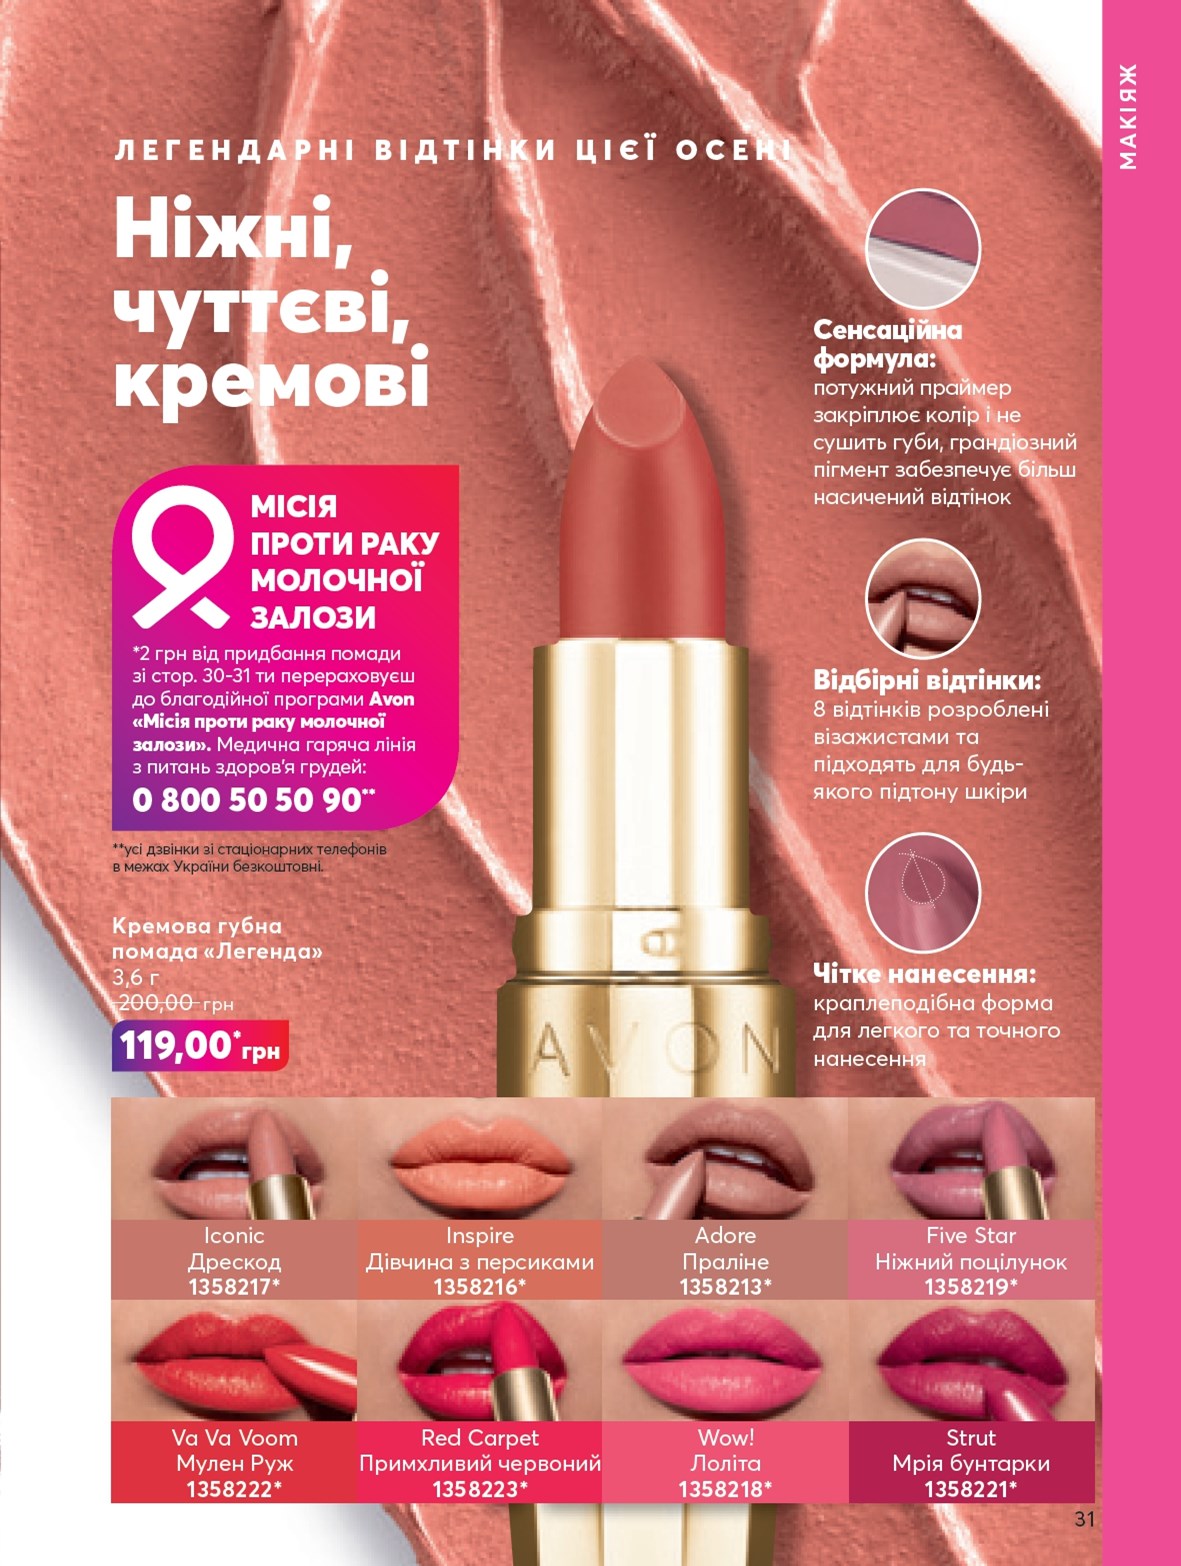 МАКІЯЖ
ЛЕГЕНДАРНІ ВІДТІНКИ ЦІЄЇ ОСЕНІ
Ніжні,
чуттєві,
кремові
Сенсаційна
формула:
потужний праймер
закріплює колір і не
сушить губи, грандіозний
пігмент забезпечує більш
насичений відтінок
МІСІЯ
ПРОТИ РАКУ
МОЛОЧНОЇ
ЗАЛОЗИ
*2 грн від придбання помади
зі стор. 30-31 ти перераховуєш
до благодійної програми Avon
«Місія проти раку молочної
залози». Медична гаряча лінія
з питань здоров'я грудей:
0 800 50 50 90**
**усі дзвінки зі стаціонарних телефонів
в межах України безкоштовні.
Відбірні відтінки:
8 відтінків розроблені
візажистами та
підходять для будь-
якого підтону шкіри
Кремова губна
помада «Легенда»
3,6 г
200,00 грн
119,00* грн
Чітке нанесення:
краплеподібна форма
для легкого та точного
нанесення
AVON
Iconic
Дрескод
1358217*
Inspire
Дівчина з персиками
1358216*
Adore
Праліне
1358213*
Five Star
Ніжний поцілунок
1358219*
Va Va Voom
Мулен Руж
1358222*
Red Carpet
Примхливий червоний
1358223*
Wow!
Лоліта
1358218*
Strut
Мрія бунтарки
1358221*
31